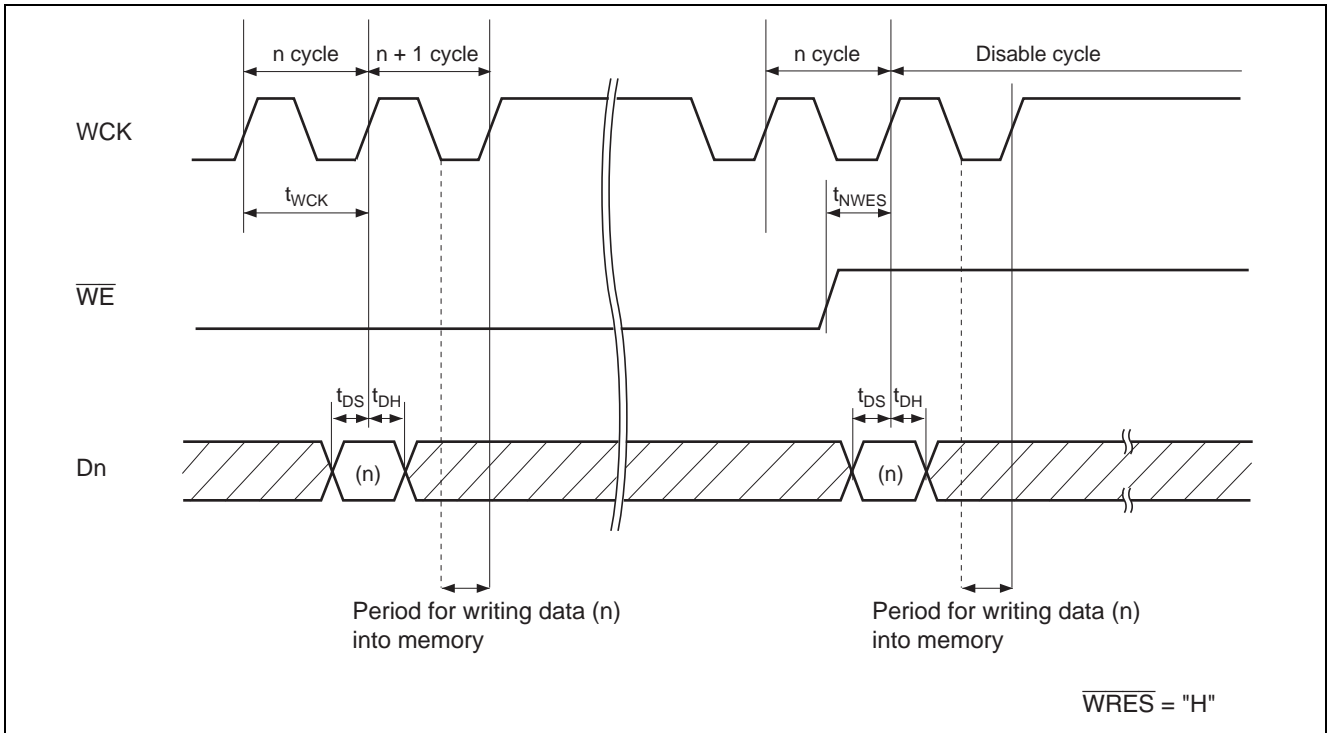 n cycle
n + 1 cycle
n cycle
Disable cycle
WCK
tWCK
tNWES
WE
tDS
tDH
tDS
tDH
Dn
(n)
(n)
Period for writing data (n)
into memory
Period for writing data (n)
into memory
WRES = "H"